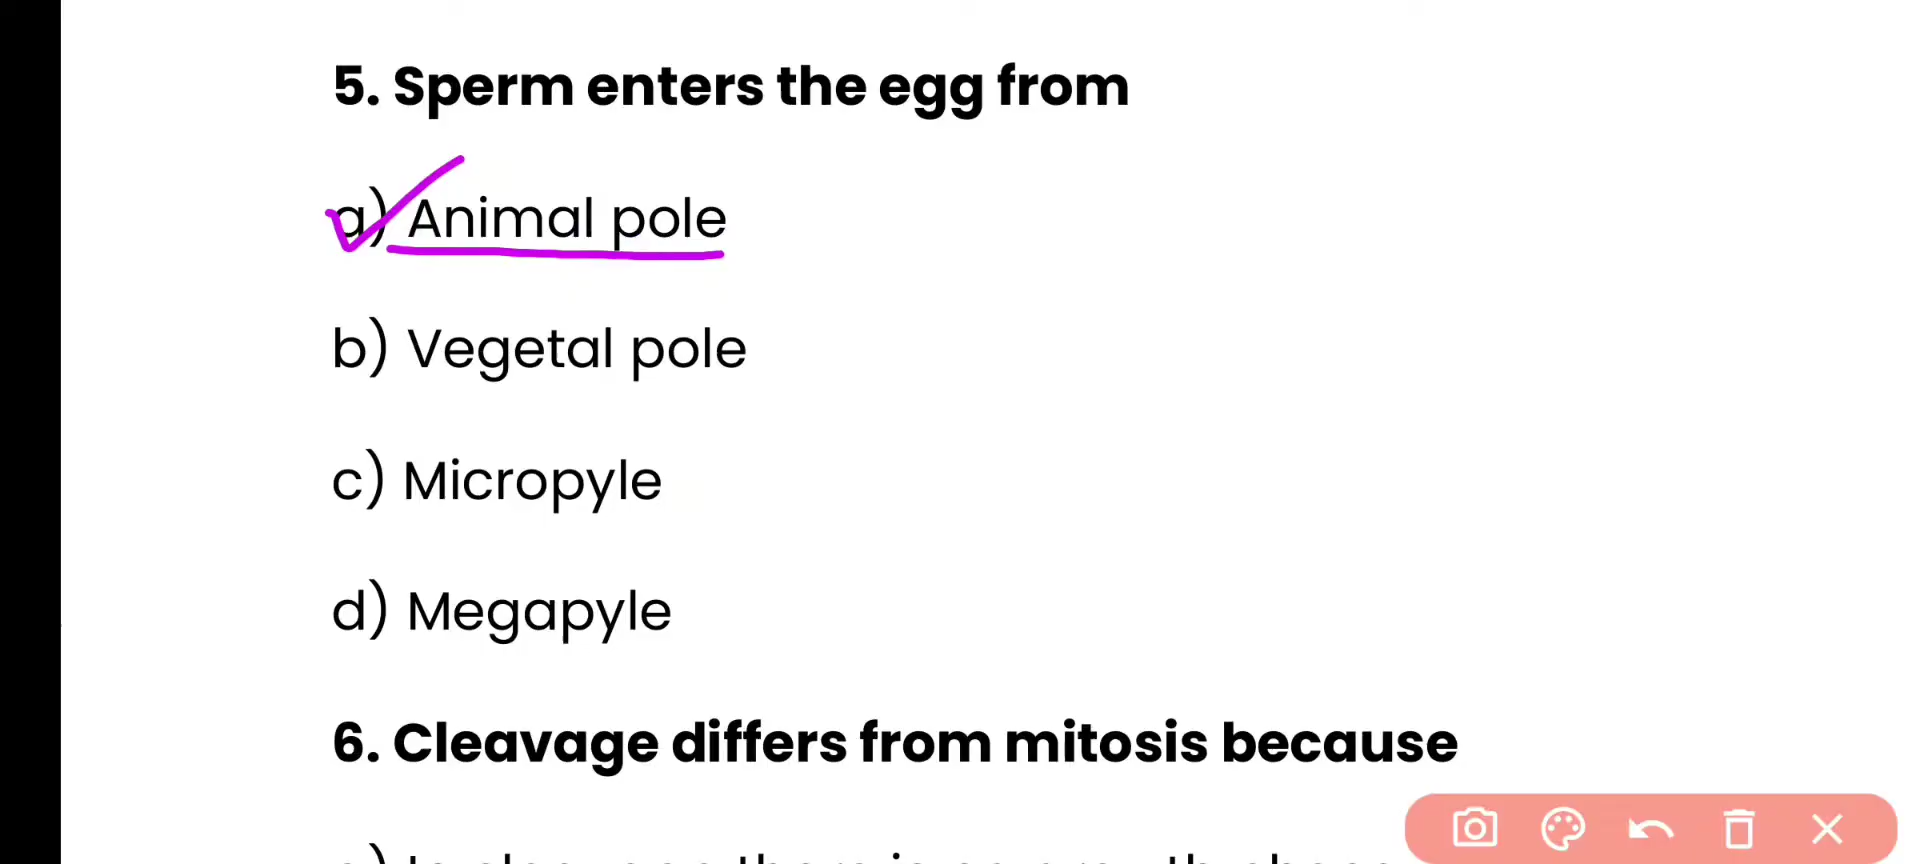 5. Sperm enters the egg from
a) Animal pole
b) Vegetal pole
c) Micropyle
d) Megapyle
6. Cleavage differs from mitosis because